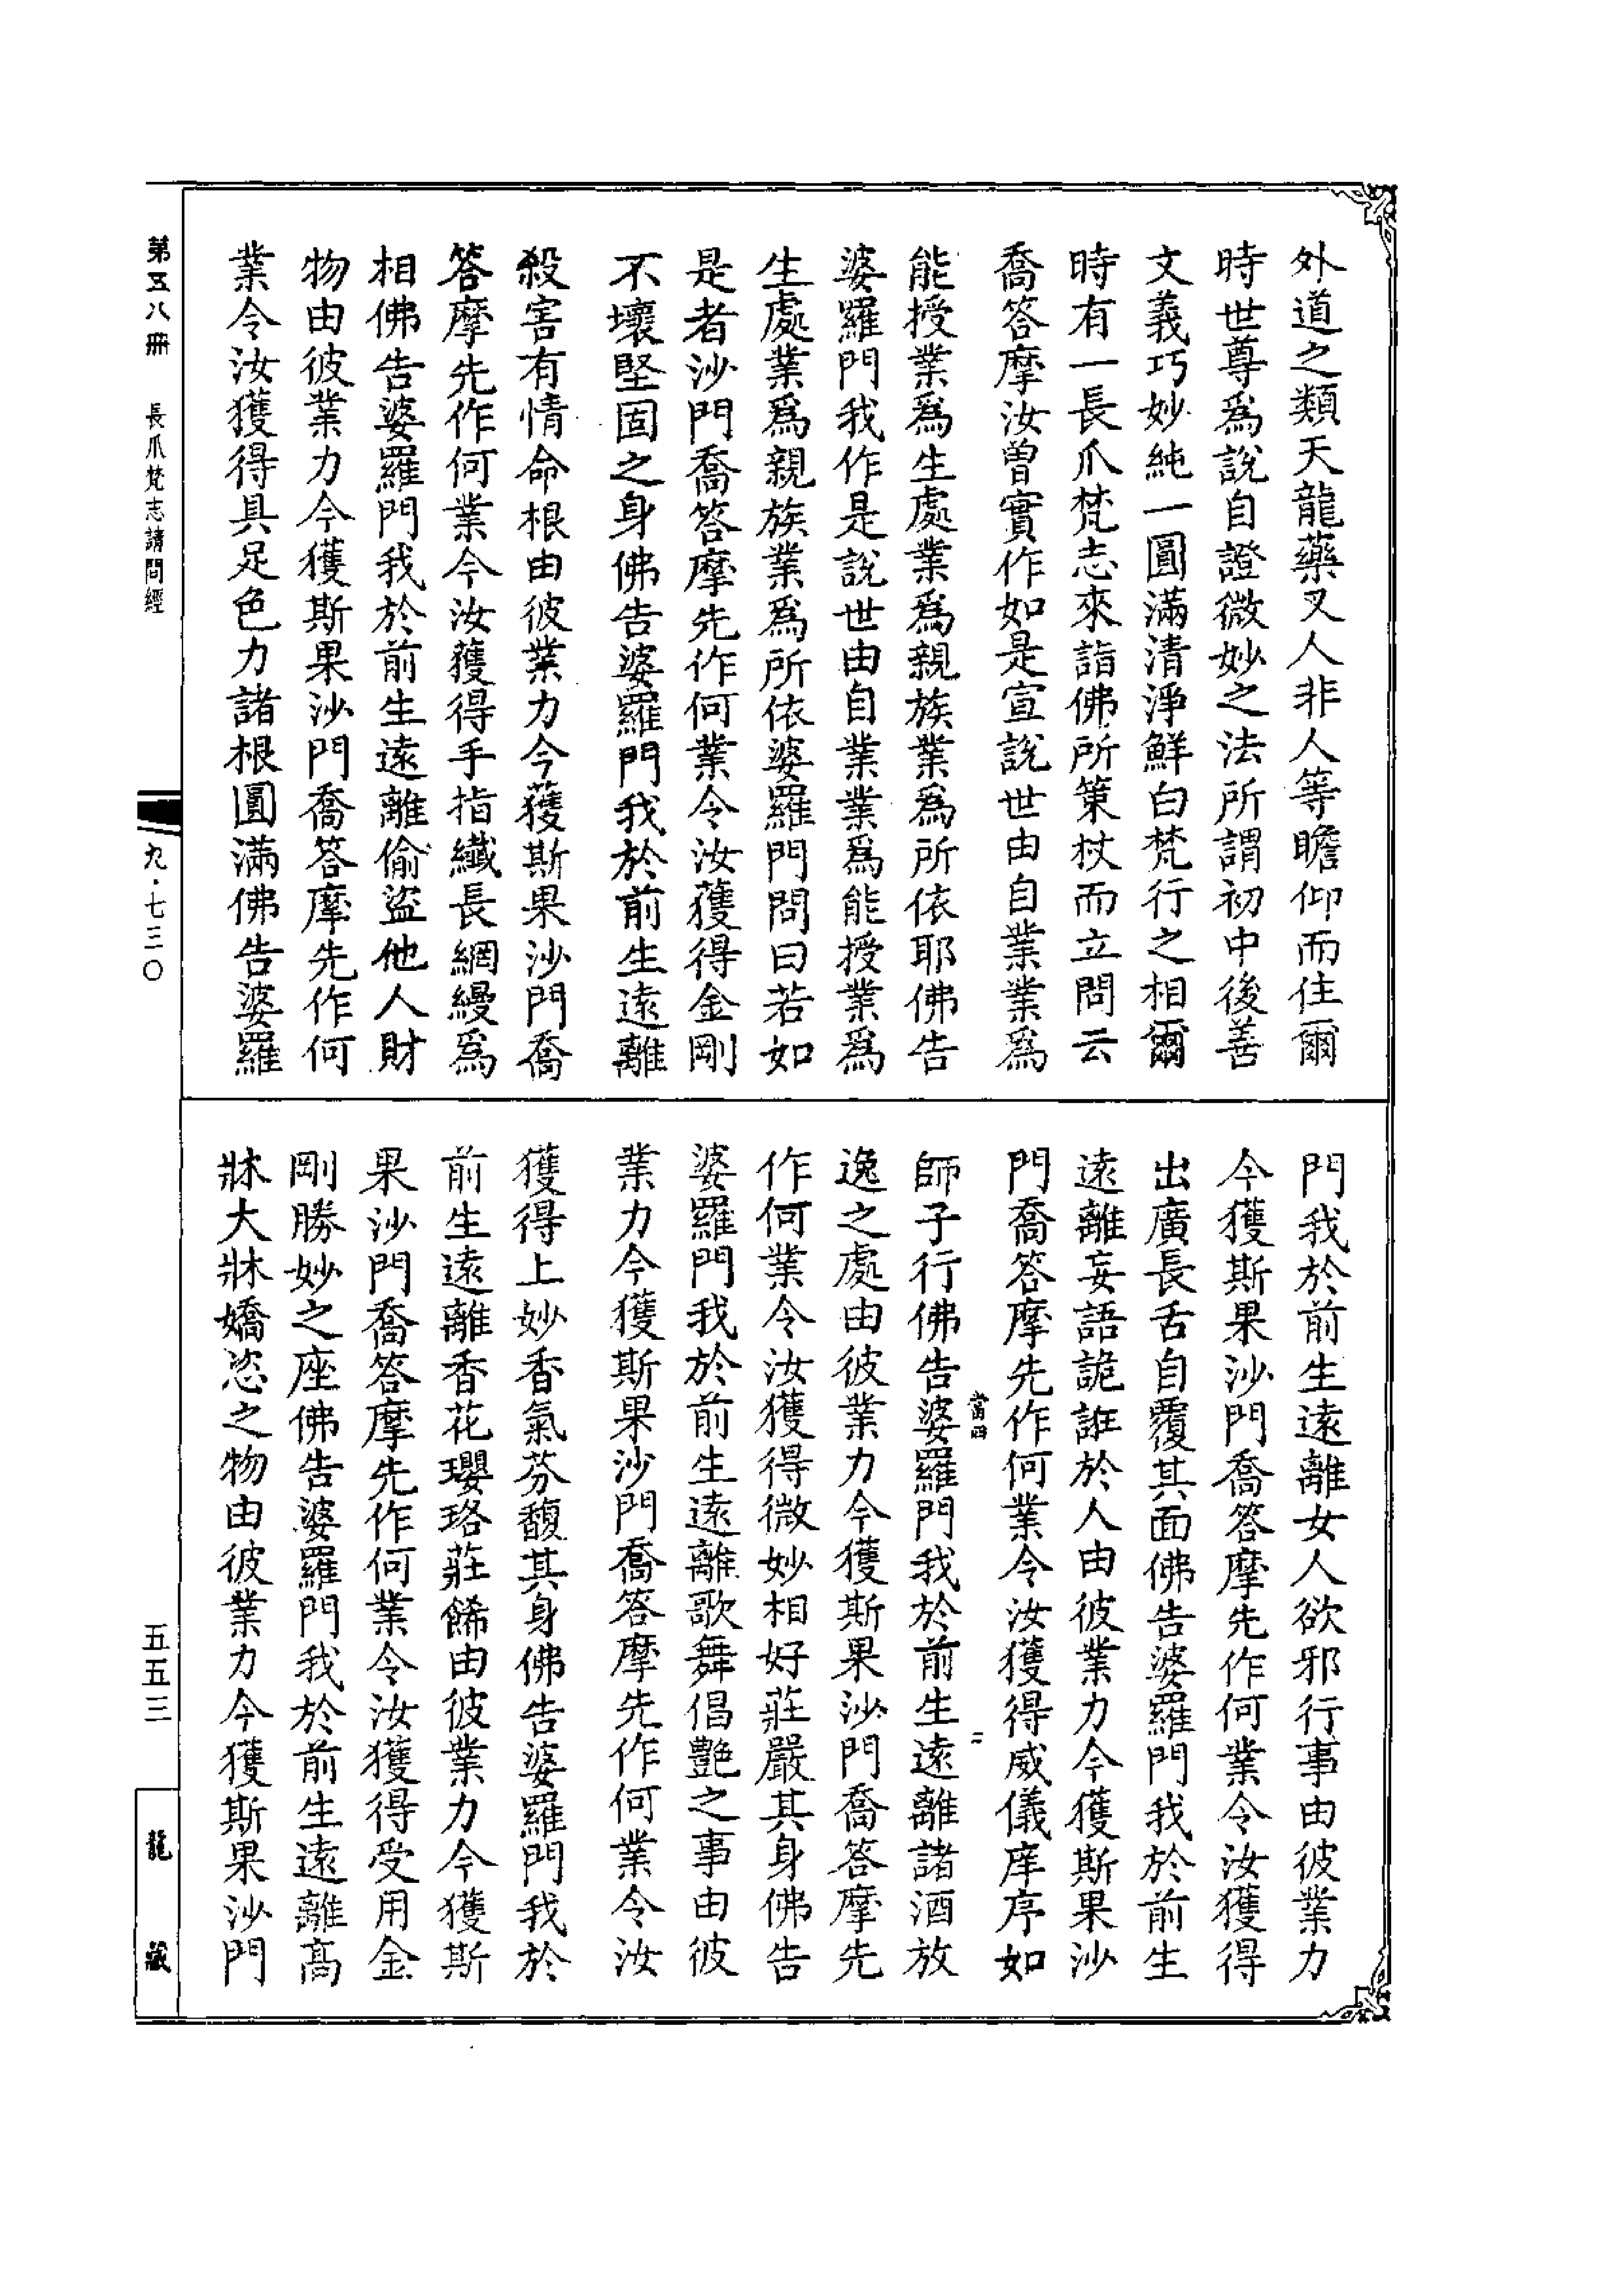 外道之類天龍藥叉人非人等瞻仰而住爾
時世尊爲說自證微妙之法所謂初中後善
文義巧妙純一圓滿清淨鮮白梵行之相爾
時有一長爪梵志來詣佛所策杖而立問云
喬答摩汝曾實作如是宣說世由自業業爲
能授業爲生處業爲親族業爲所依耶佛告
婆羅門我作是說世由自業業爲能授業爲
生處業爲親族業爲所依婆羅門問曰若如
是者沙門喬答摩先作何業令汝獲得金剛
不壞堅固之身佛告婆羅門我於前生遠離
殺害有情命根由彼業力今獲斯果沙門喬
答摩先作何業今汝獲得手指纖長網縵爲
相佛告婆羅門我於前生遠離偷盜他人財
物由彼業力今獲斯果沙門喬答摩先作何
業令汝獲得具足色力諸根圓滿佛告婆羅
門我於前生遠離女人欲邪行事由彼業力
今獲斯果沙門喬答摩先作何業令汝獲得
出廣長舌自覆其面佛告婆羅門我於前生
遠離妄語詭誑於人由彼業力今獲斯果沙
門喬答摩先作何業令汝獲得威儀庠序如
師子行佛告婆羅門我於前生遠離諸酒放
逸之處由彼業力今獲斯果沙門喬答摩先
作何業令汝獲得微妙相好莊嚴其身佛告
婆羅門我於前生遠離歌舞倡艷之事由彼
業力今獲斯果沙門喬答摩先作何業令汝
獲得上妙香氣芬馥其身佛告婆羅門我於
前生遠離香花瓔珞莊餙由彼業力今獲斯
果沙門喬答摩先作何業令汝獲得受用金
剛勝妙之座佛告婆羅門我於前生遠離高
牀大牀嬌恣之物由彼業力今獲斯果沙門
當四
二
第五八冊
長爪梵志請問經
九·七三〇
五五三
龍藏